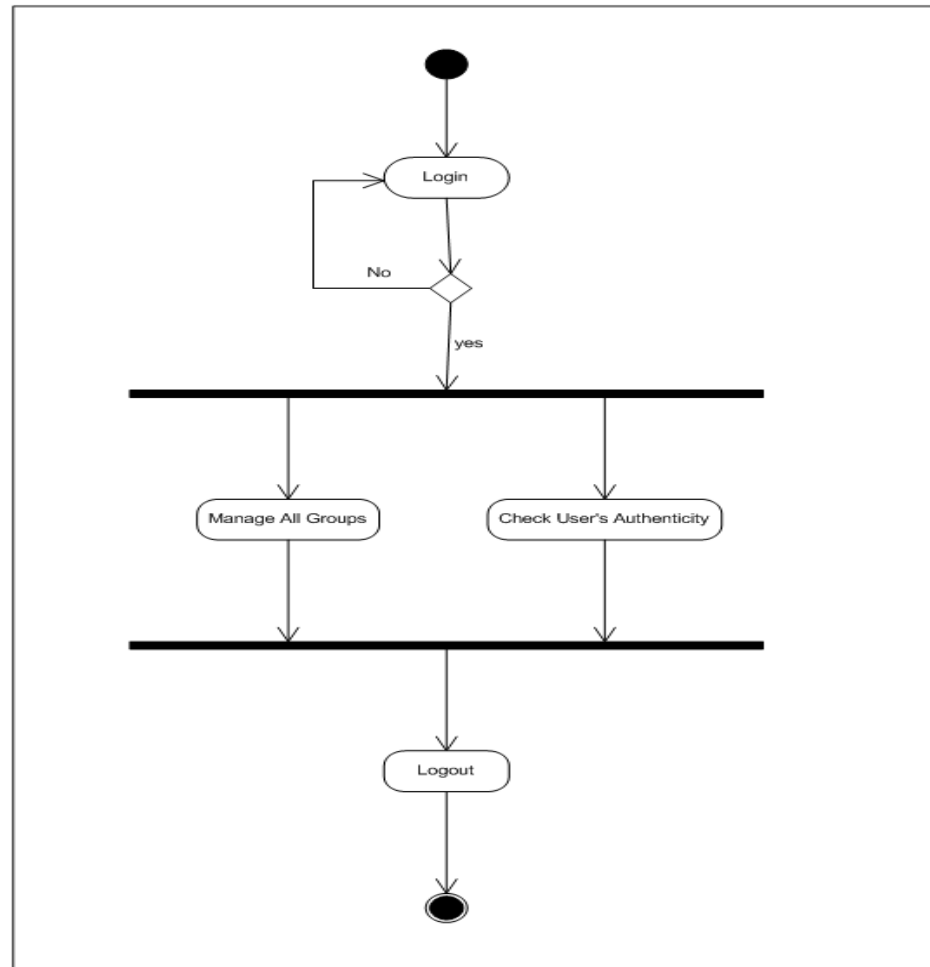 Login
No
yes
Manage All Groups
Check User's Authenticity
Logout